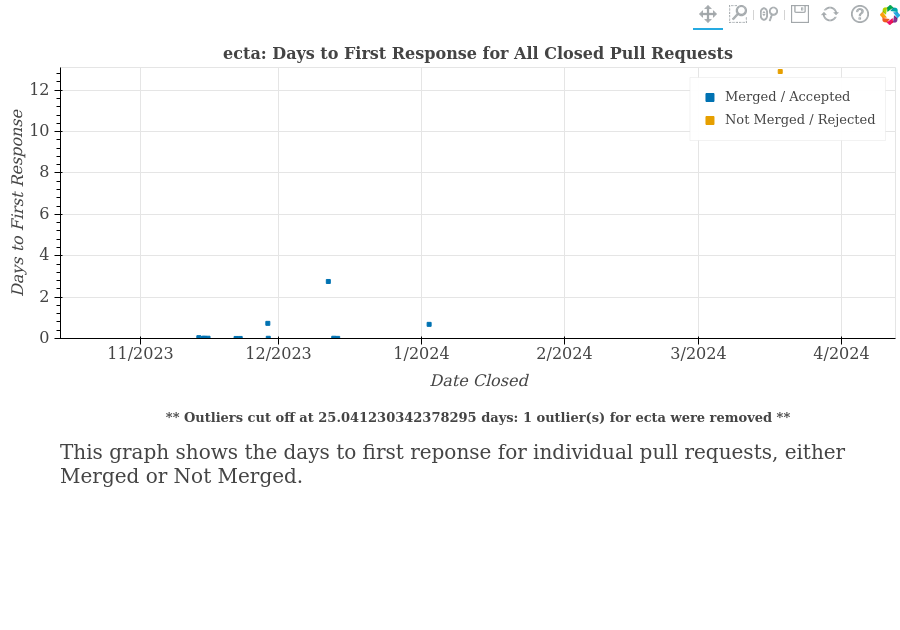 ecta: Days to First Response for All Closed Pull Requests
Merged / Accepted
Not Merged / Rejected
Days to First Response
12
10
8
6
4
2
0
11/2023 12/2023 1/2024 2/2024 3/2024 4/2024
Date Closed
** Outliers cut off at 25.041230342378295 days: 1 outlier(s) for ecta were removed **
This graph shows the days to first reponse for individual pull requests, either
Merged or Not Merged.